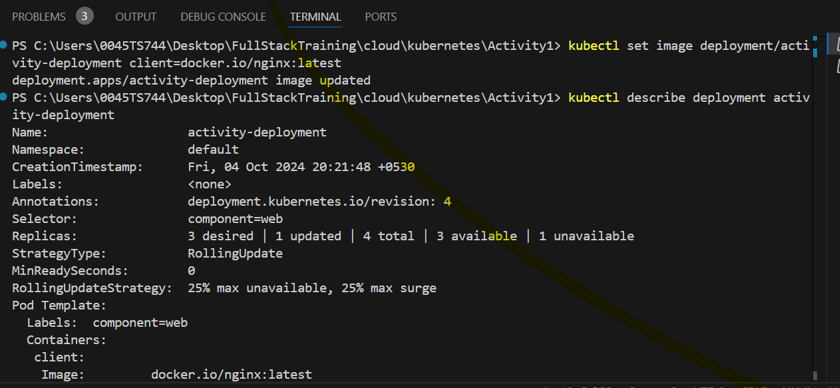 PROBLEMS 3 OUTPUT DEBUG CONSOLE TERMINAL PORTS
PS C:\Users\0045TS744\Desktop\FullStackTraining\cloud\kubernetes\Activity1> kubectl set image deployment/acti
vity-deployment client=docker.io/nginx:latest
deployment.apps/activity-deployment image updated
PS C:\Users\0045TS744\Desktop\FullStackTraining\cloud\kubernetes\Activity1> kubectl describe deployment activ
ity-deployment
Name: activity-deployment
Namespace: default
CreationTimestamp: Fri, 04 Oct 2024 20:21:48 +0530
Labels: <none>
Annotations: deployment.kubernetes.io/revision: 4
Selector: component=web
Replicas: 3 desired | 1 updated | 4 total | 3 available | 1 unavailable
StrategyType: RollingUpdate
MinReadySeconds: 0
RollingUpdateStrategy: 25% max unavailable, 25% max surge
Pod Template:
Labels: component=web
Containers:
client:
Image: docker.io/nginx:latest